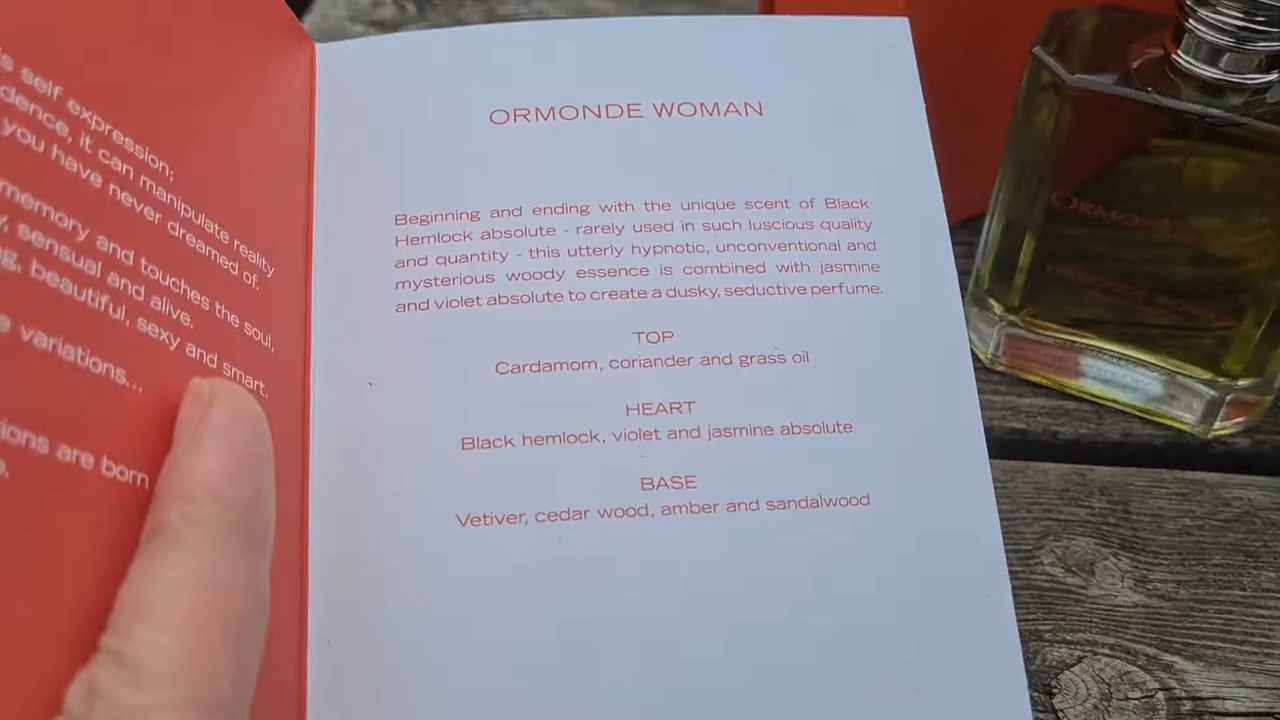 s self expression;
dence, it can manipulate reality
you have never dreamed of.
memory and touches the soul,
, sensual and alive.
g, beautiful, sexy and smart.
variations...
ions are born
ORMONDE WOMAN
Beginning and ending with the unique scent of Black
Hemlock absolute - rarely used in such luscious quality
and quantity - this utterly hypnotic, unconventional and
mysterious woody essence is combined with jasmine
and violet absolute to create a dusky, seductive perfume.
TOP
Cardamom, coriander and grass oil
HEART
Black hemlock, violet and jasmine absolute
BASE
Vetiver, cedar wood, amber and sandalwood